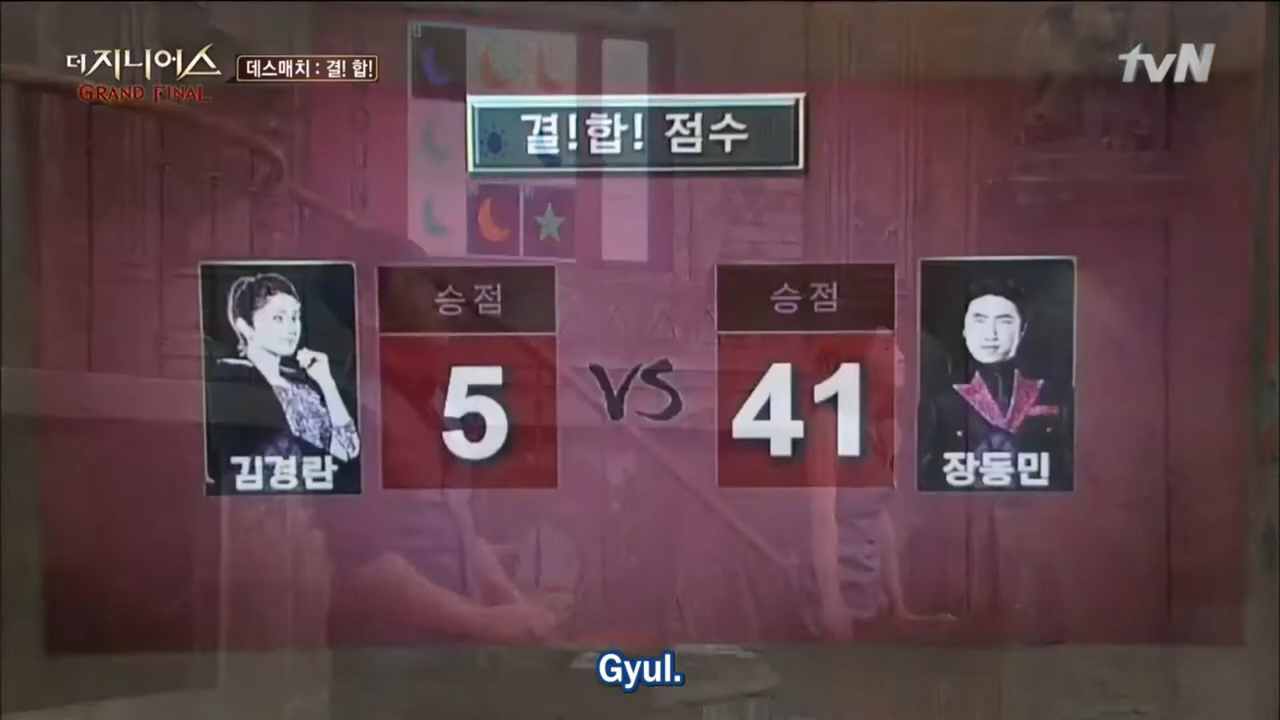 더 지니어스
GRAND FINAL
데스매치 : 결! 합!
tvN
결!합! 점수
승점
승점
5
VS
41
김경란
장동민
Gyul.